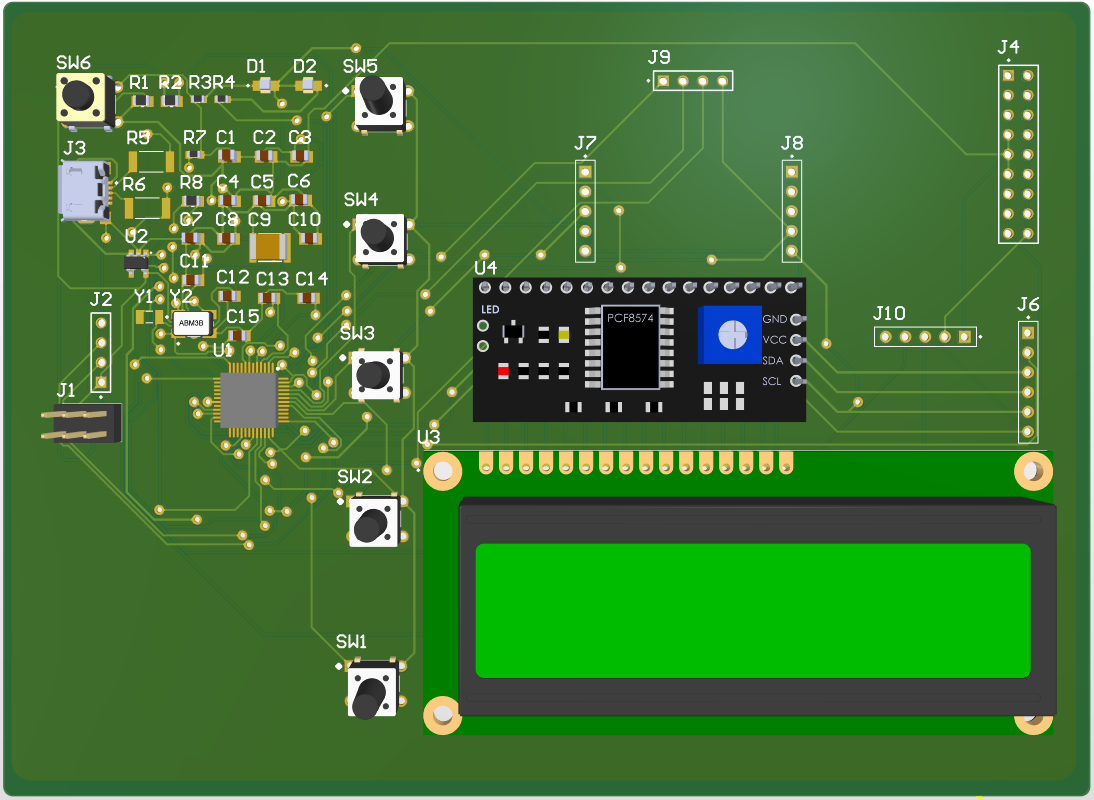 SW6
R1 R2 R3 R4
D1
D2
SW5
J9
J4
J3
R5
R7 C1 C2 C3
J7
J8
R6
R8 C4 C5 C6
SW4
C7 C8 C9 C10
U2
C11
U4
C12 C13 C14
J2
Y1
Y2
ABM3B
C15
LED
PCF8574
GND
VCC
SDA
SCL
J10
J6
SW3
U1
J1
U3
SW2
SW1